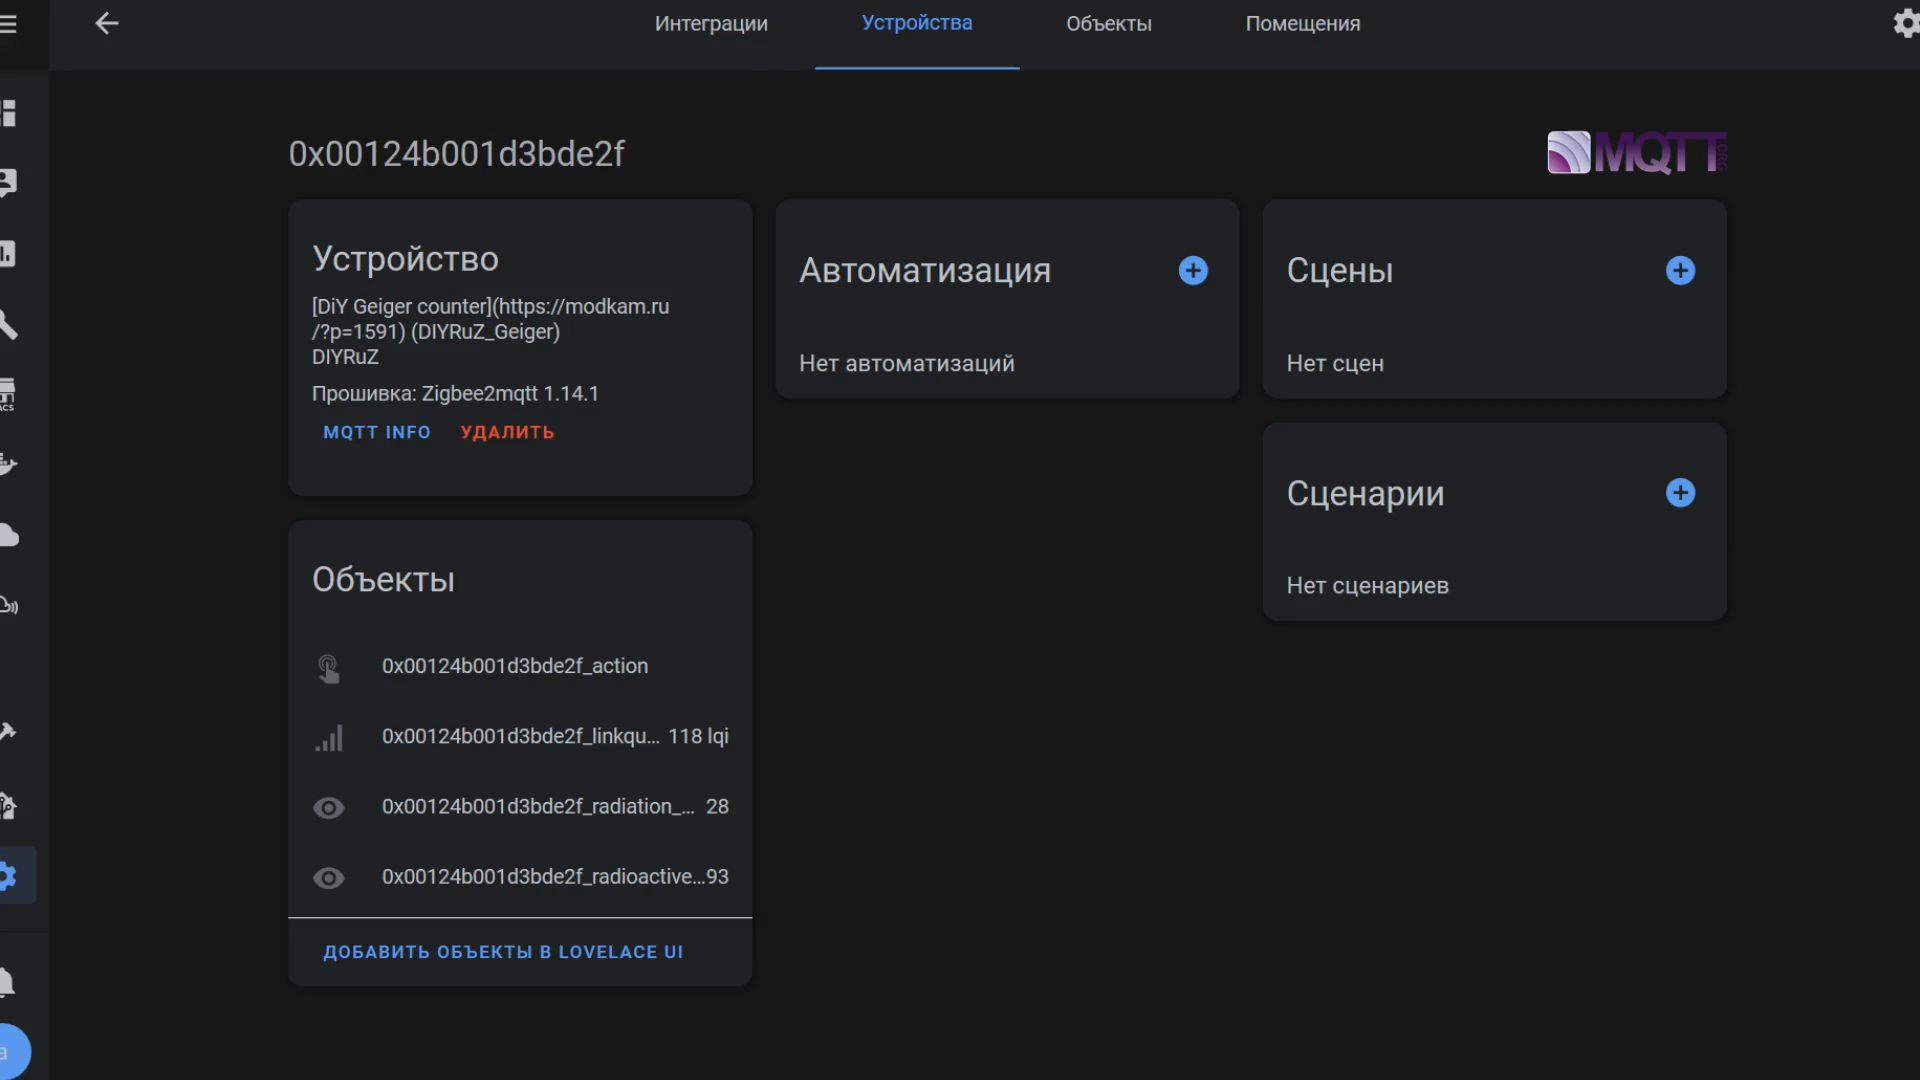 Интеграции
Устройства
Объекты
Помещения
0x00124b001d3bde2f
MQTT
.ORG
Устройство
[DiY Geiger counter](https://modkam.ru
/?p=1591) (DIYRuZ_Geiger)
DIYRuZ
Прошивка: Zigbee2mqtt 1.14.1
MQTT INFO
УДАЛИТЬ
Автоматизация
Нет автоматизаций
Сцены
Нет сцен
Сценарии
Нет сценариев
Объекты
0x00124b001d3bde2f_action
0x00124b001d3bde2f_linkqu... 118 lqi
0x00124b001d3bde2f_radiation_... 28
0x00124b001d3bde2f_radioactive...93
ДОБАВИТЬ ОБЪЕКТЫ В LOVELACE UI
ACS
a